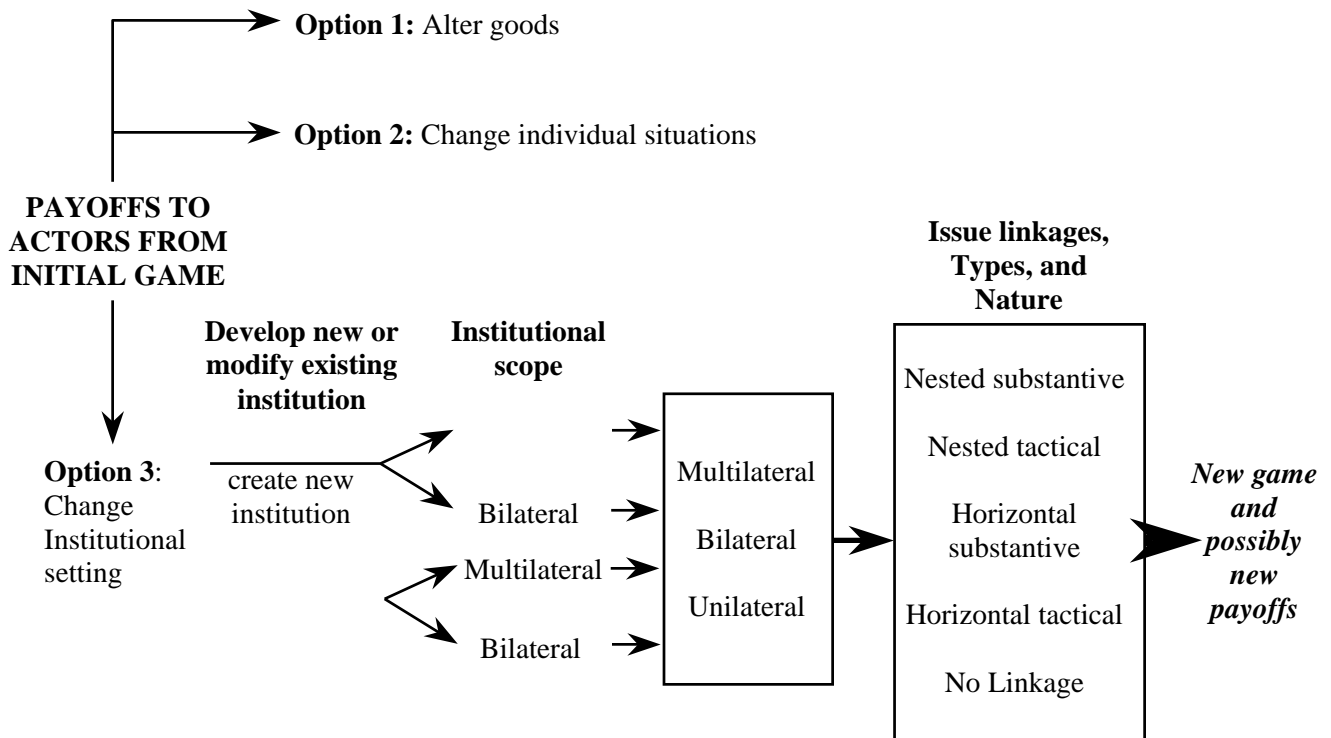 Option 1: Alter goods
Option 2: Change individual situations
PAYOFFS TO
ACTORS FROM
INITIAL GAME
Option 3:
Change
Institutional
setting
Develop new or
modify existing
institution
create new
institution
Institutional
scope
Bilateral
Multilateral
Bilateral
Multilateral
Bilateral
Unilateral
Issue linkages,
Types, and
Nature
Nested substantive
Nested tactical
Horizontal
substantive
Horizontal tactical
No Linkage
New game
and
possibly
new
payoffs